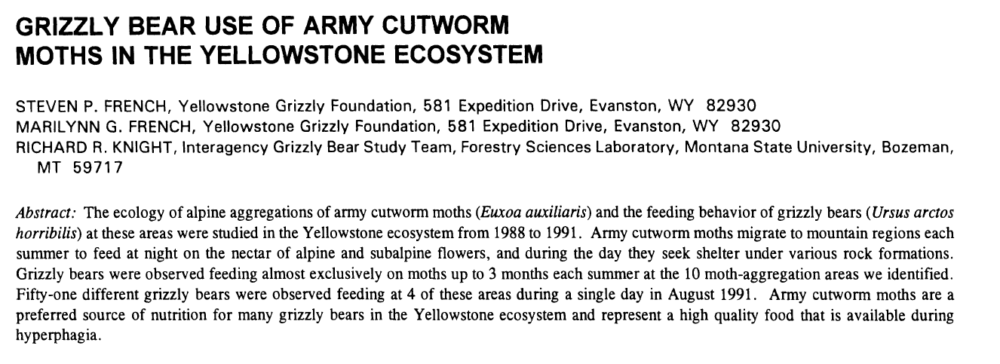 GRIZZLY BEAR USE OF ARMY CUTWORM
MOTHS IN THE YELLOWSTONE ECOSYSTEM
STEVEN P. FRENCH, Yellowstone Grizzly Foundation, 581 Expedition Drive, Evanston, WY 82930
MARILYNN G. FRENCH, Yellowstone Grizzly Foundation, 581 Expedition Drive, Evanston, WY 82930
RICHARD R. KNIGHT, Interagency Grizzly Bear Study Team, Forestry Sciences Laboratory, Montana State University, Bozeman,
MT 59717
Abstract: The ecology of alpine aggregations of army cutworm moths (Euxoa auxiliaris) and the feeding behavior of grizzly bears (Ursus arctos
horribilis) at these areas were studied in the Yellowstone ecosystem from 1988 to 1991. Army cutworm moths migrate to mountain regions each
summer to feed at night on the nectar of alpine and subalpine flowers, and during the day they seek shelter under various rock formations.
Grizzly bears were observed feeding almost exclusively on moths up to 3 months each summer at the 10 moth-aggregation areas we identified.
Fifty-one different grizzly bears were observed feeding at 4 of these areas during a single day in August 1991. Army cutworm moths are a
preferred source of nutrition for many grizzly bears in the Yellowstone ecosystem and represent a high quality food that is available during
hyperphagia.